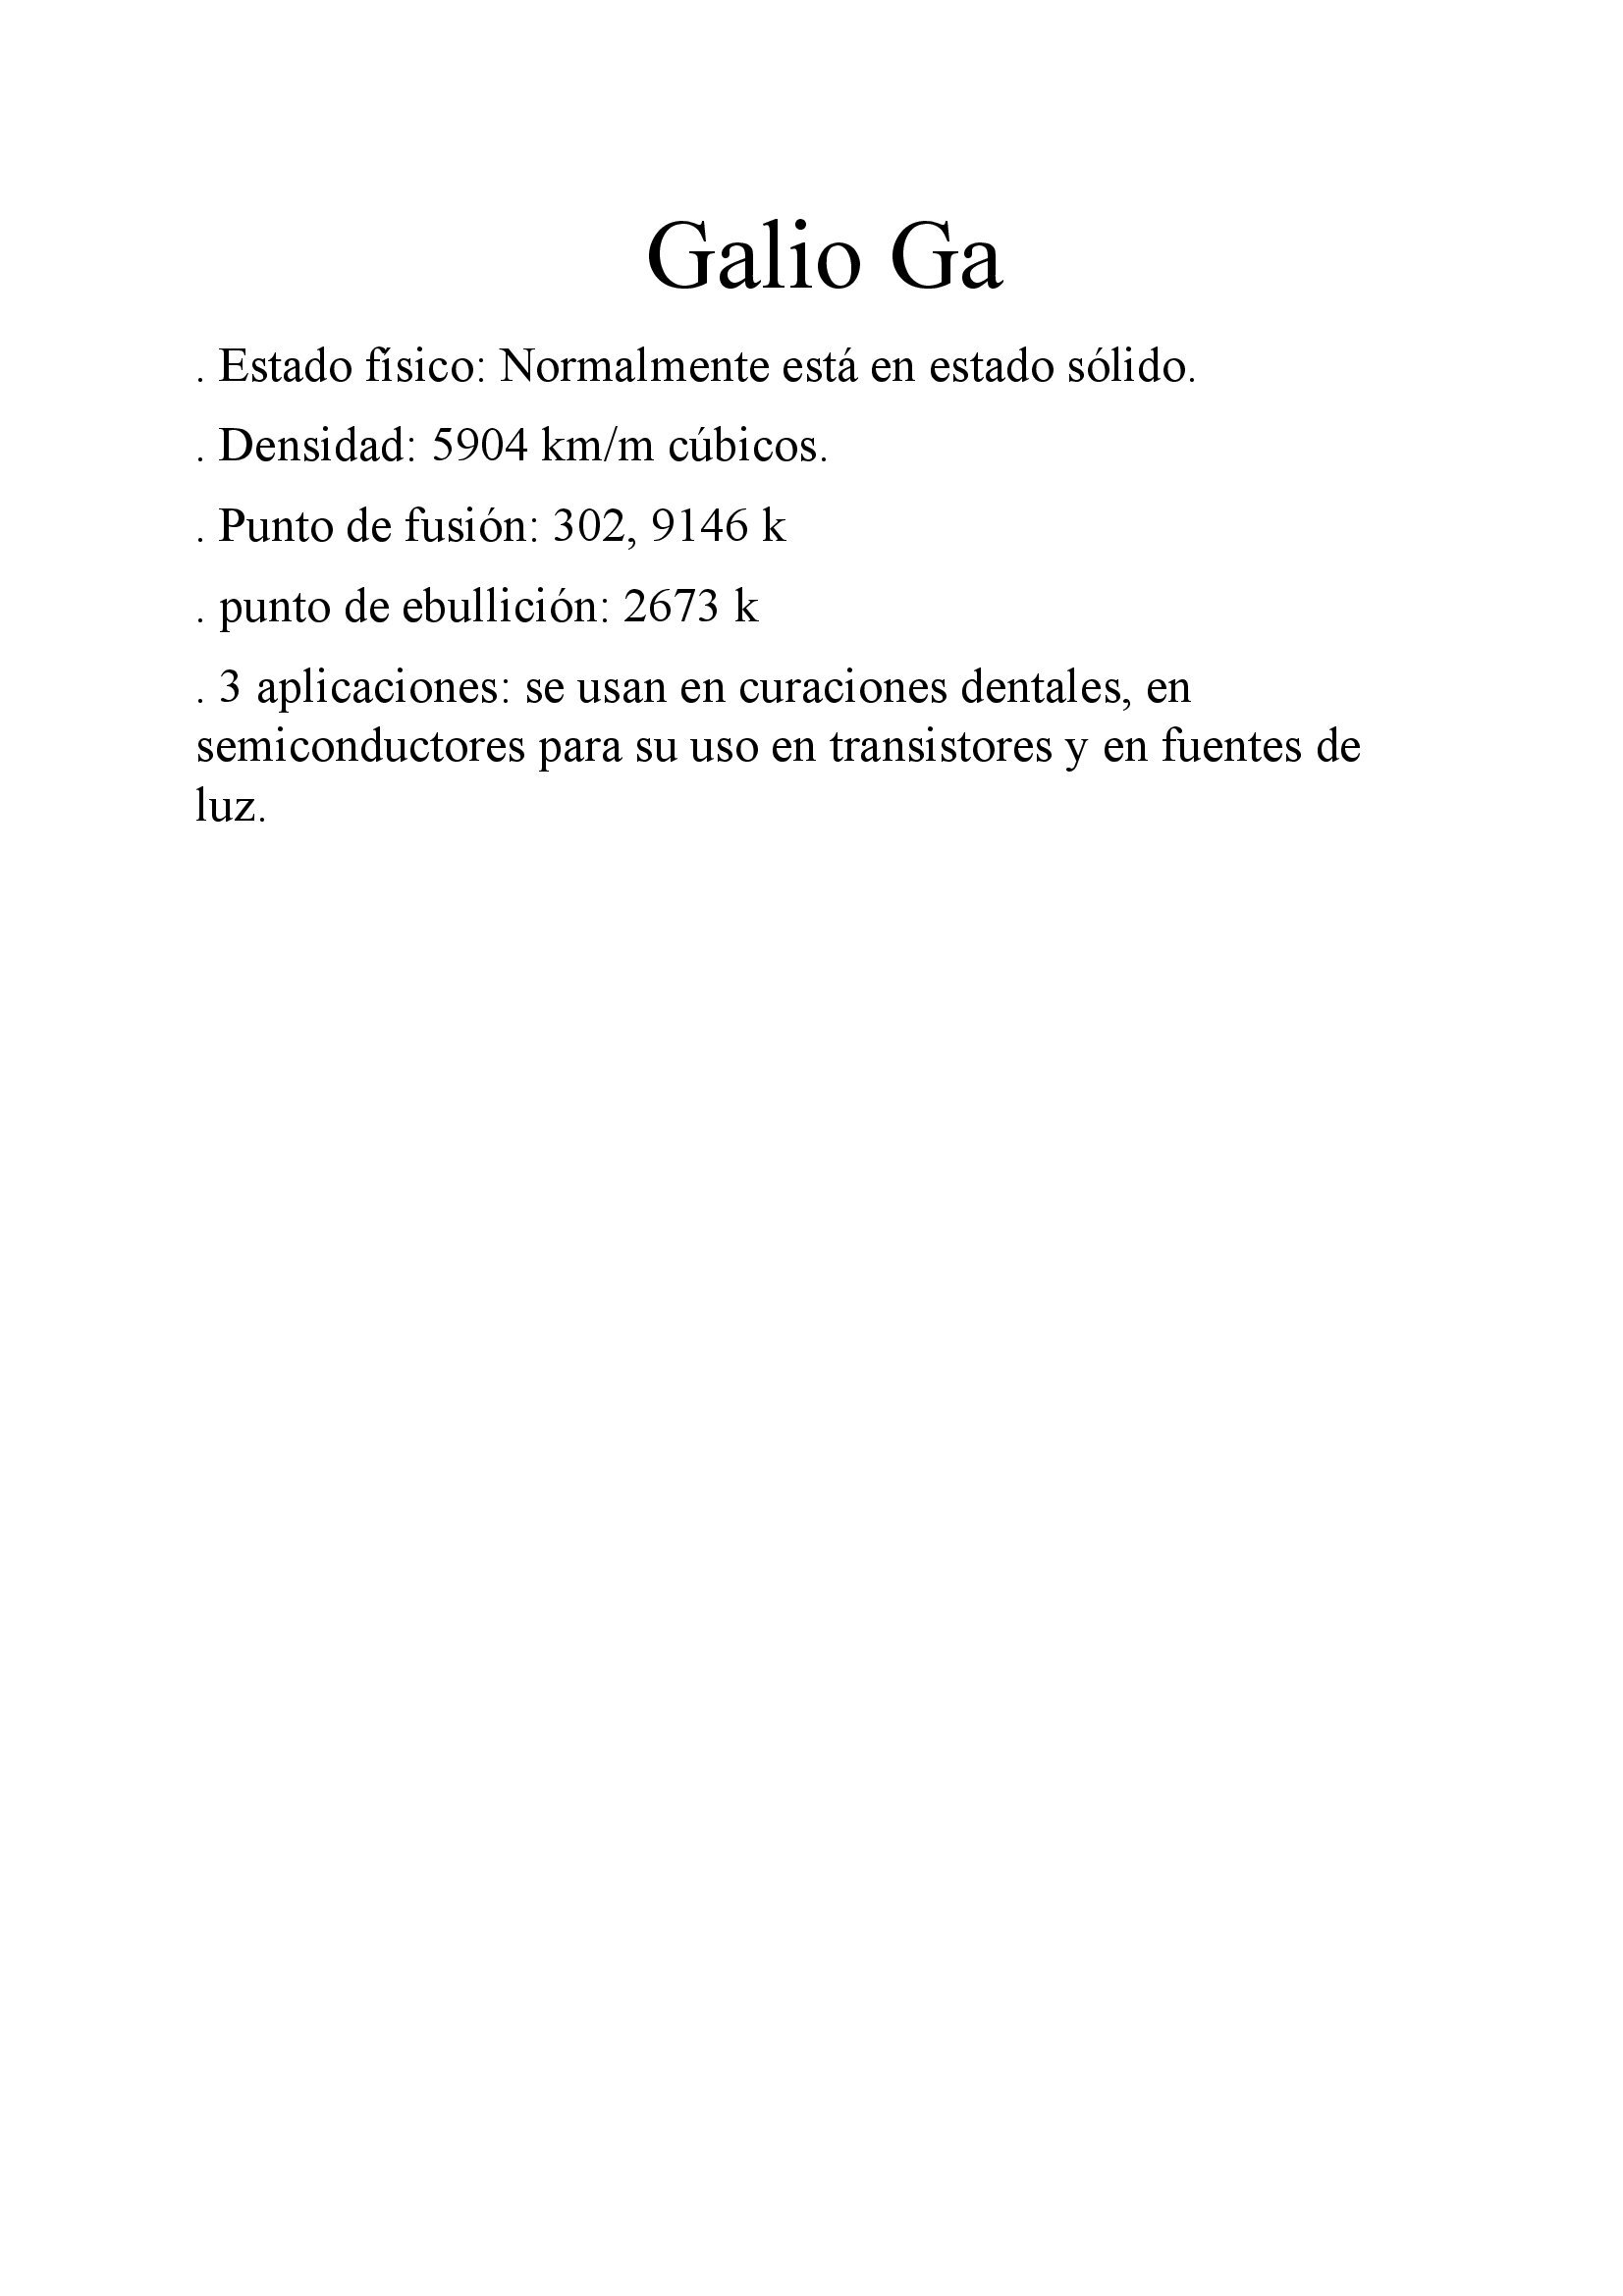 Galio Ga
. Estado físico: Normalmente está en estado sólido.
. Densidad: 5904 km/m cúbicos.
. Punto de fusión: 302, 9146 k
. punto de ebullición: 2673 k
. 3 aplicaciones: se usan en curaciones dentales, en
semiconductores para su uso en transistores y en fuentes de
luz.